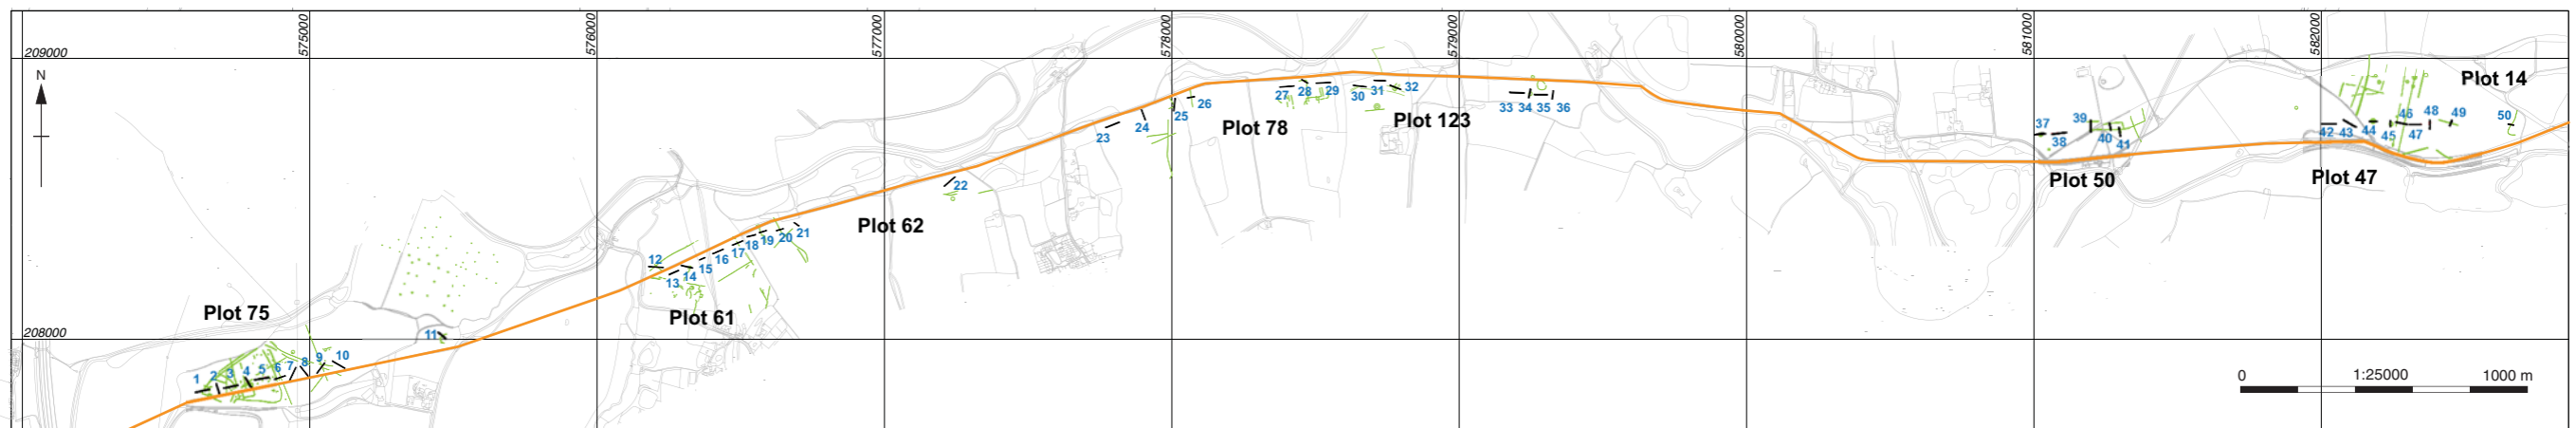 575000
576000
577000
578000
579000
580000
581000
582000
209000
N
208000
Plot 75
1 2 3 4 5 6 7 8 9 10
11
Plot 61
12 13 14 15 16 17 18 19 20 21
Plot 62
22
23 24 25 26
Plot 78
27 28 29 30 31 32
Plot 123
33 34 35 36
37 38 39 40 41
Plot 50
42 43 44 45 46 47 48 49
Plot 47
50
Plot 14
0 1:25000 1000 m